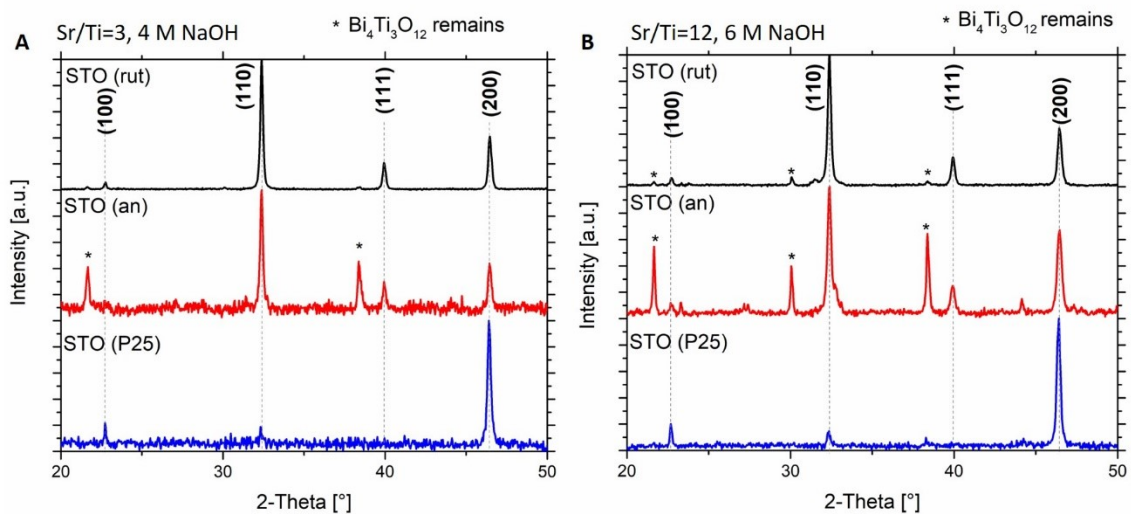 A
Sr/Ti=3, 4 M NaOH
* Bi4Ti3O12 remains
STO (rut)
(100)
(110)
(111)
(200)
STO (an)
*
*
STO (P25)
Intensity [a.u.]
20 30 40 50
2-Theta [°]
B
Sr/Ti=12, 6 M NaOH
* Bi4Ti3O12 remains
STO (rut)
(100)
(110)
(111)
(200)
*
*
*
STO (an)
*
*
*
STO (P25)
Intensity [a.u.]
20 30 40 50
2-Theta [°]